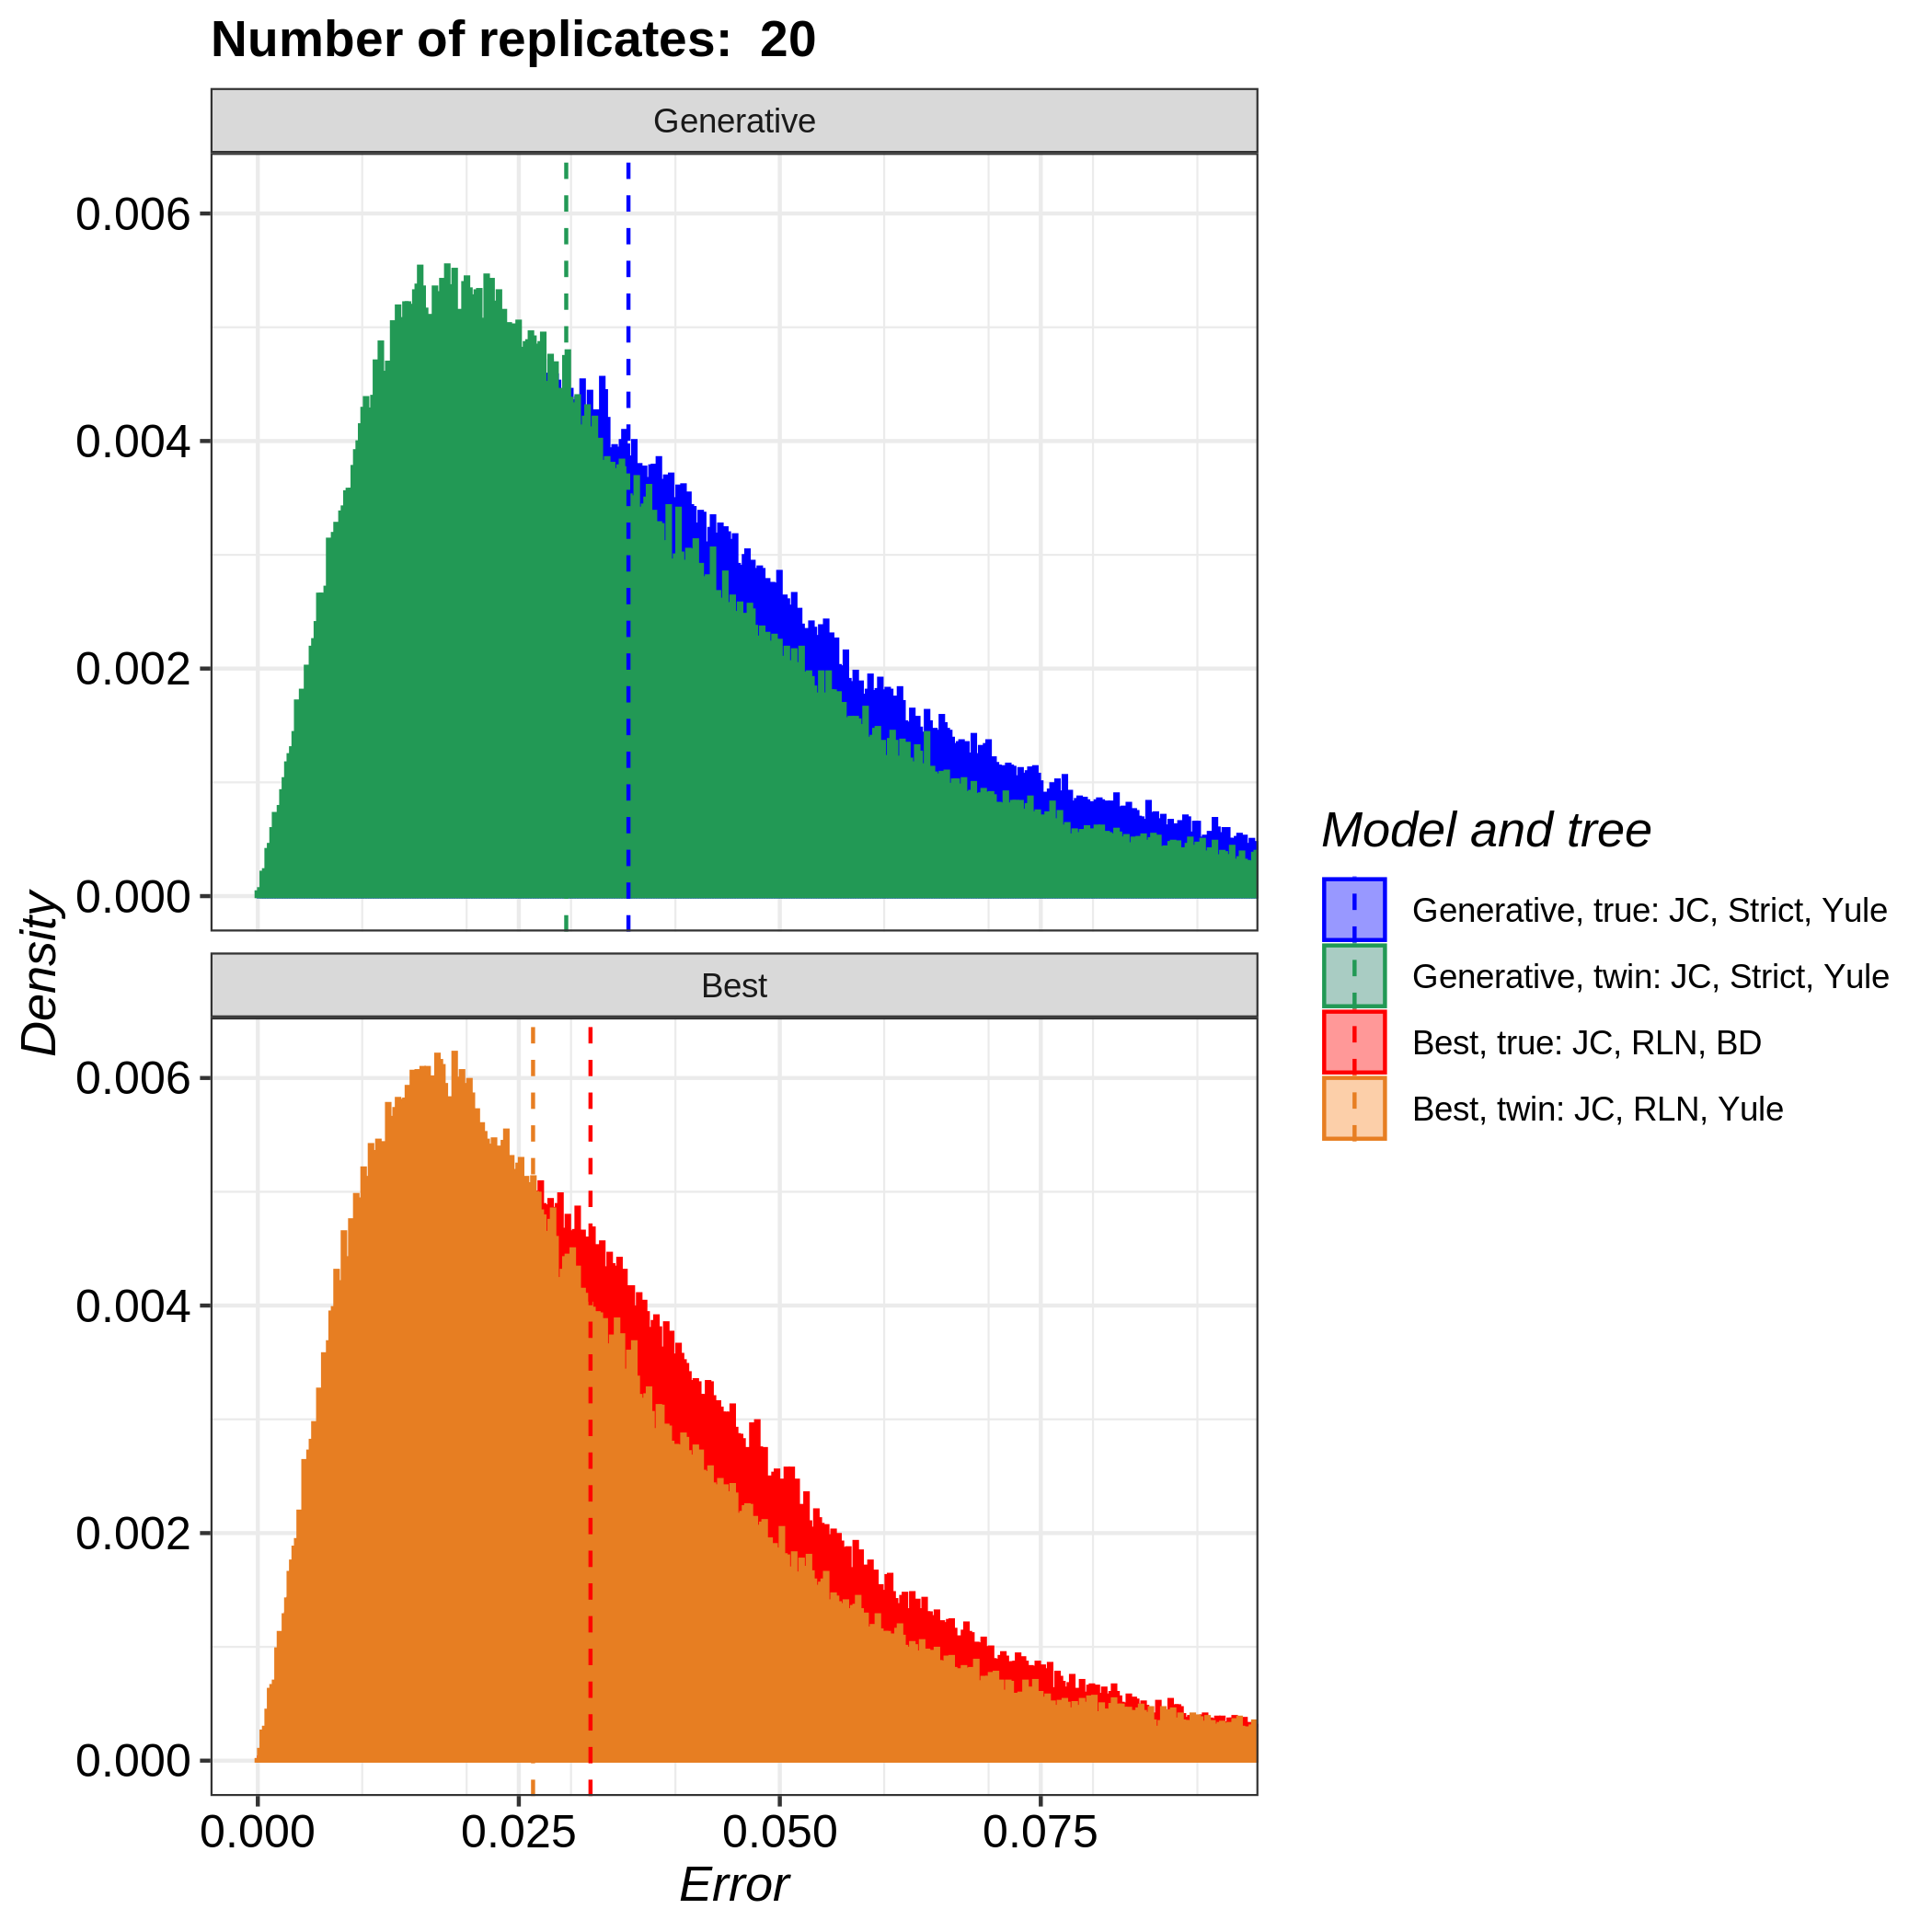 Number of replicates:  20
Generative
0.006
0.004
0.002
0.000
Best
0.006
0.004
0.002
0.000
0.000
0.025
0.050
0.075
Error
Density
Model and tree
Generative, true: JC, Strict, Yule
Generative, twin: JC, Strict, Yule
Best, true: JC, RLN, BD
Best, twin: JC, RLN, Yule